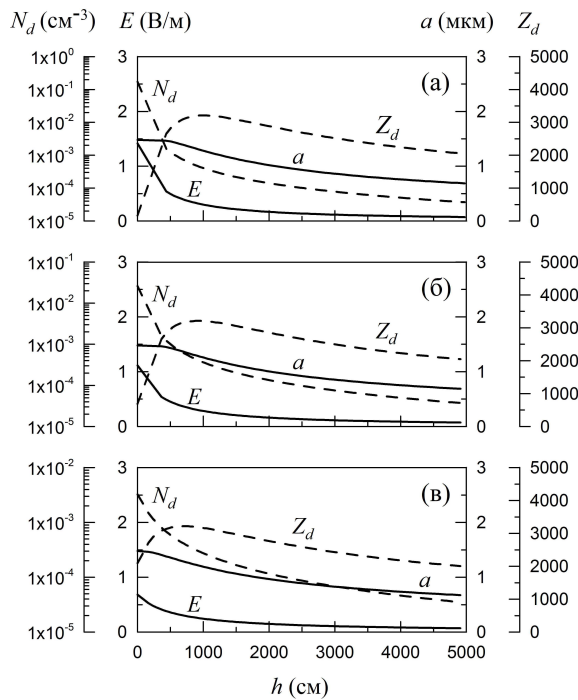 N_d (см⁻³) E (В/м) a (мкм) Z_d
1x10⁰ 3 3 5000
(а)
1x10⁻¹ N_d 4000
2 2
1x10⁻² Z_d 3000
1x10⁻³ a 2000
1 1
1x10⁻⁴ E 1000
1x10⁻⁵ 0 0 0
1x10⁻¹ 3 3 5000
N_d (б)
1x10⁻² 4000
2 2
Z_d 3000
1x10⁻³ a
1 1 2000
1x10⁻⁴ E 1000
1x10⁻⁵ 0 0 0
1x10⁻² 3 3 5000
N_d (в)
4000
1x10⁻³ 2 Z_d 2
3000
1x10⁻⁴ a 2000
1 1
E 1000
1x10⁻⁵ 0 0 0
0 1000 2000 3000 4000 5000
h (см)